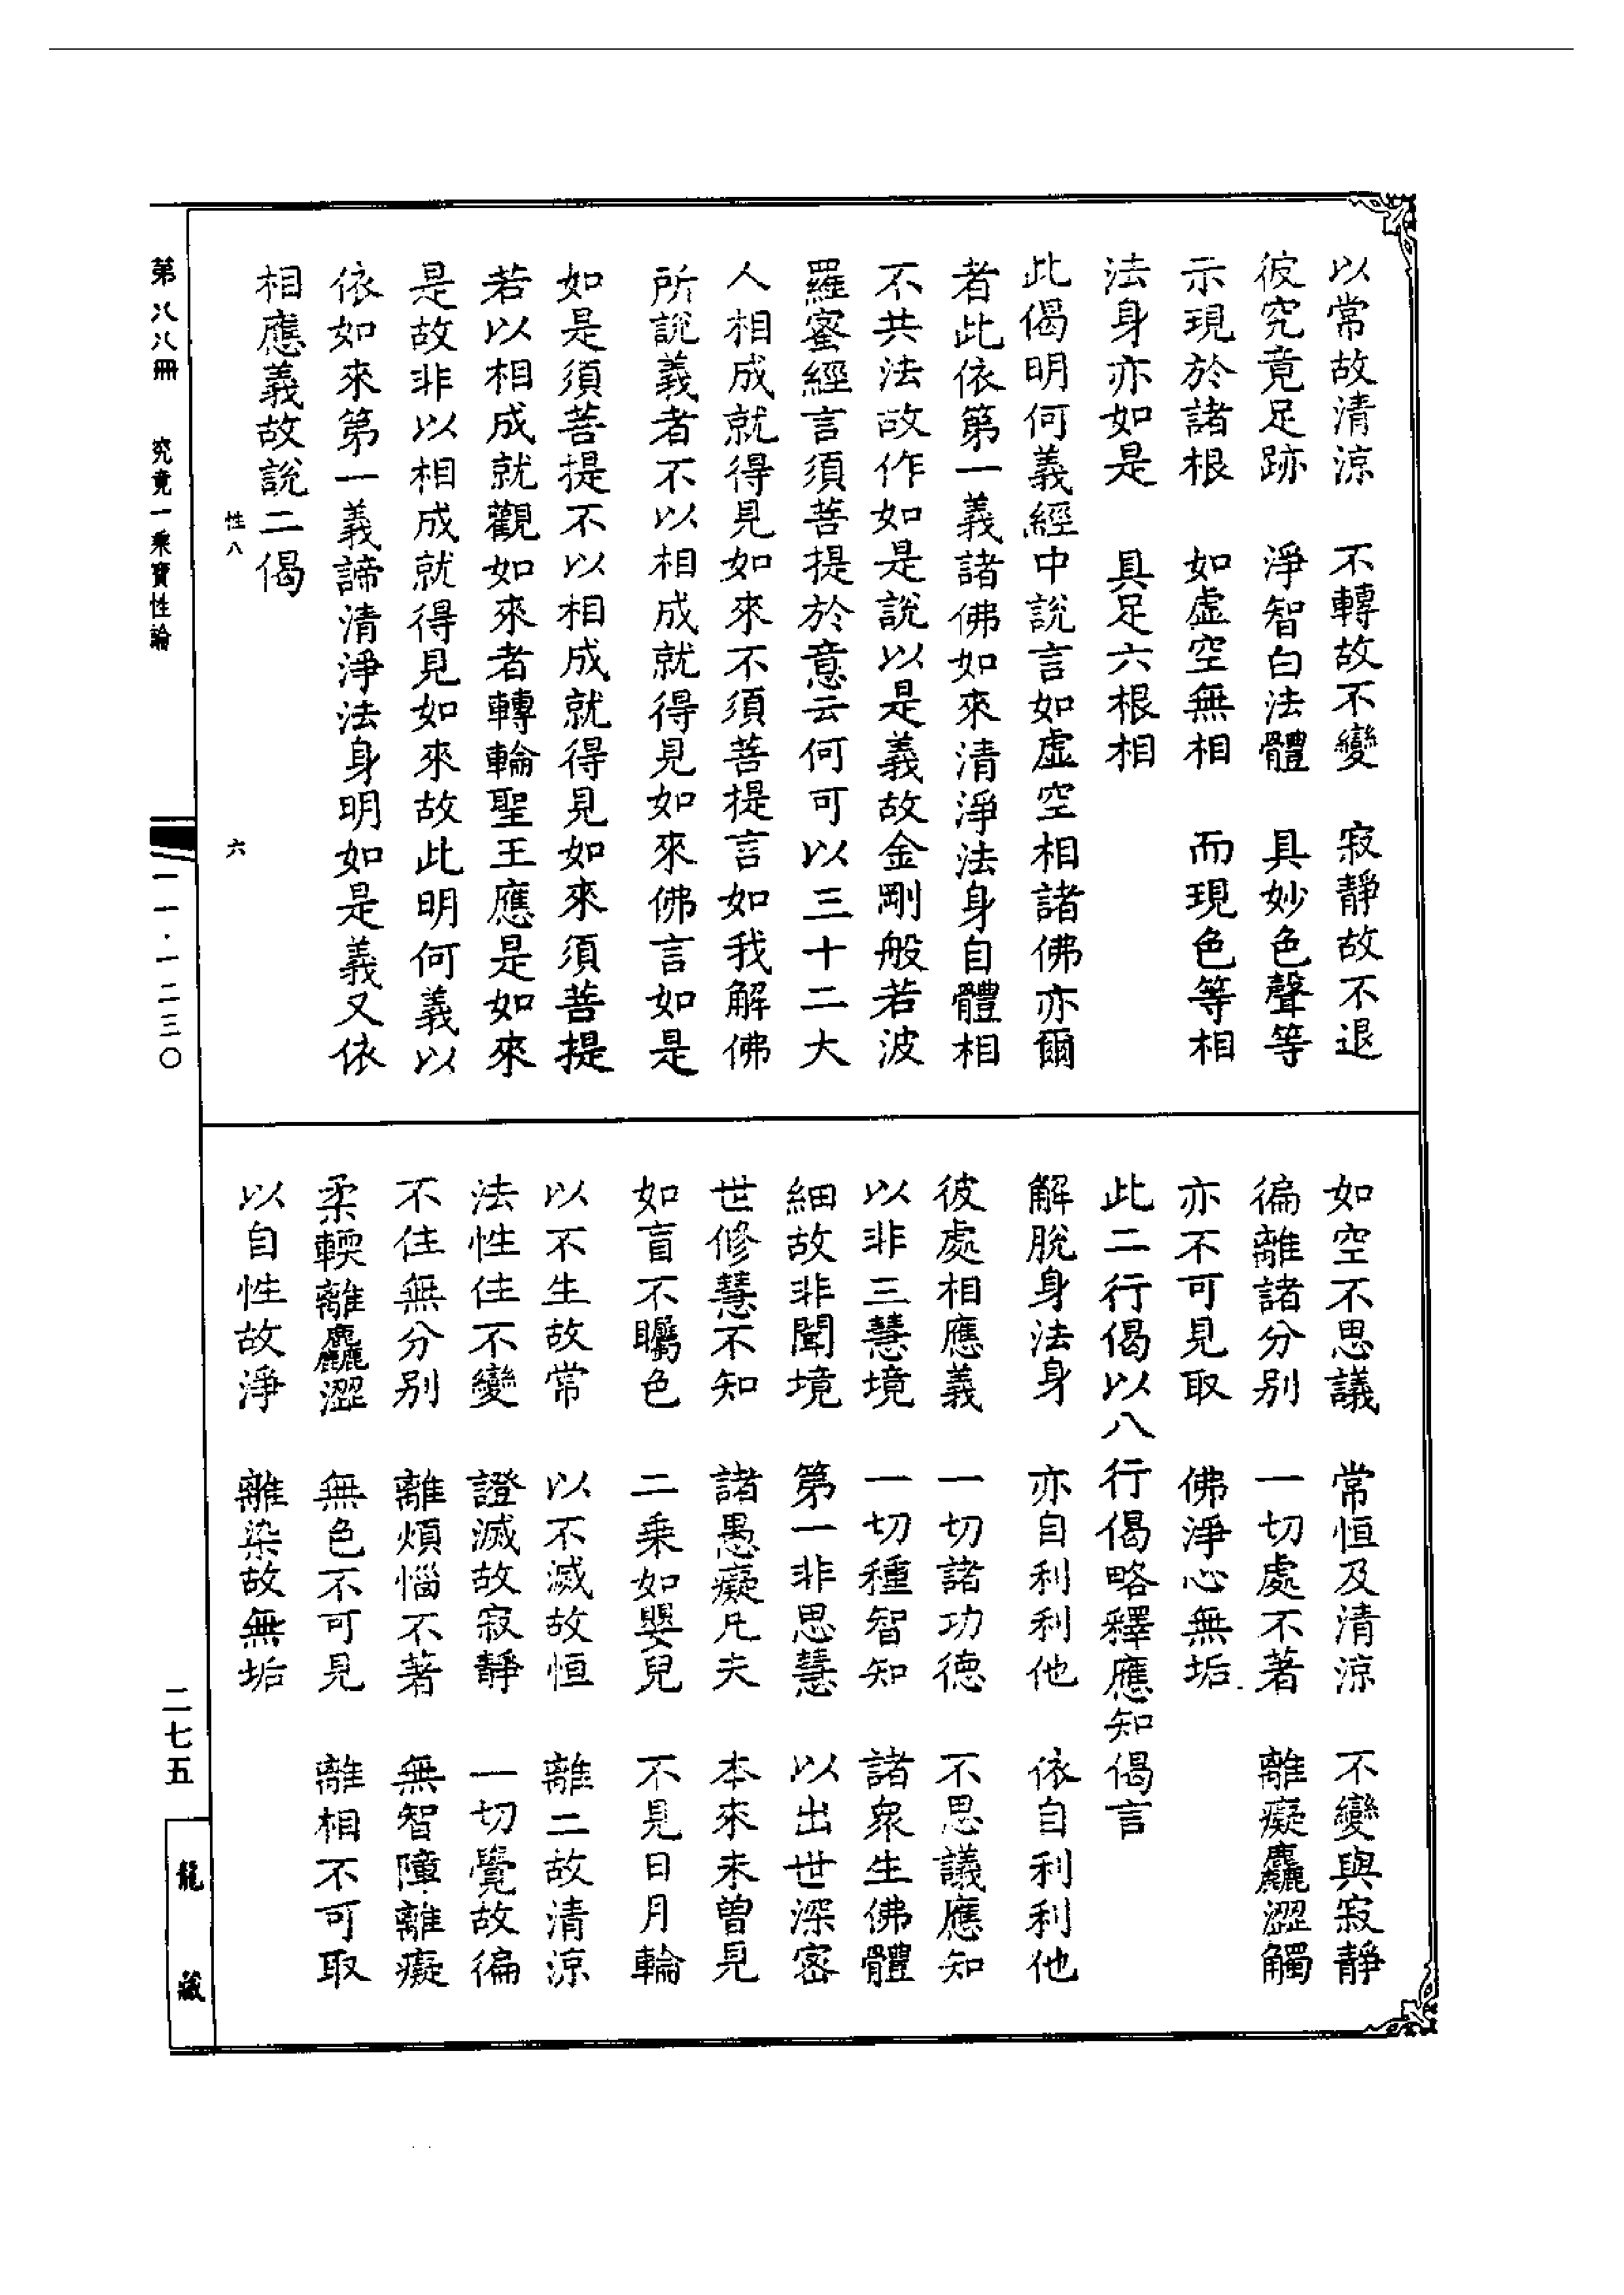 以常故清涼　不轉故不變　寂靜故不退
彼究竟足跡　淨智白法體　具妙色聲等
示現於諸根　如虛空無相　而現色等相
法身亦如是　具足六根相
此偈明何義經中說言如虛空相諸佛亦爾
者此依第一義諸佛如來清淨法身自體相
不共法故作如是說以是義故金剛般若波
羅蜜經言須菩提於意云何可以三十二大
人相成就得見如來不須菩提言如我解佛
所說義者不以相成就得見如來佛言如是
如是須菩提不以相成就得見如來須菩提
若以相成就觀如來者轉輪聖王應是如來
是故非以相成就得見如來故此明何義以
依如來第一義諦清淨法身明如是義又依
相應義故說二偈
如空不思議　常恒及清涼　不變與寂靜
徧離諸分別　一切處不著　離癡麤澀觸
亦不可見取　佛淨心無垢
此二行偈以八行偈略釋應知偈言
解脫身法身　亦自利利他　依自利利他
彼處相應義　一切諸功德　不思議應知
以非三慧境　一切種智知　諸衆生佛體
細故非聞境　第一非思慧　以出世深密
世修慧不知　諸愚癡凡夫　本來未曾見
如盲不矚色　二乘如嬰兒　不見日月輪
以不生故常　以不滅故恒　離二故清涼
法性住不變　證滅故寂靜　一切覺故徧
不住無分別　離煩惱不著　無智障離癡
柔輭離麤澀　無色不可見　離相不可取
以自性故淨　離染故無垢
性八　六
第八八冊　究竟一乘寶性論　一一·一二三〇　二七五
龍藏